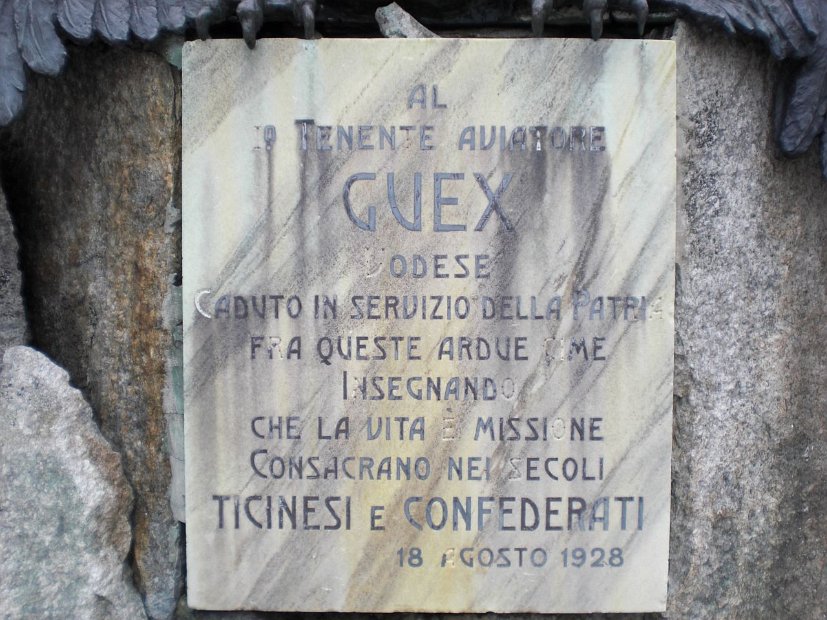 AL
1º TENENTE AVIATORE
GUEX
VODESE
CADUTO IN SERVIZIO DELLA PATRIA
FRA QUESTE ARDUE CIME
INSEGNANDO
CHE LA VITA È MISSIONE
CONSACRANO NEI SECOLI
TICINESI E CONFEDERATI
18 AGOSTO 1928